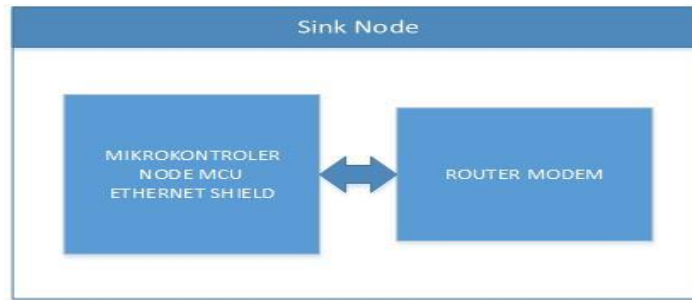 Sink Node
MIKROKONTROLER
NODE MCU
ETHERNET SHIELD
ROUTER MODEM